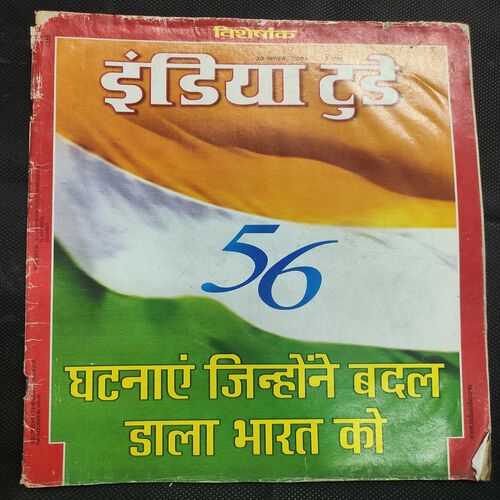 विशेषांक
इंडिया टुडे
56
घटनाएं जिन्होंने बदल
डाला भारत को